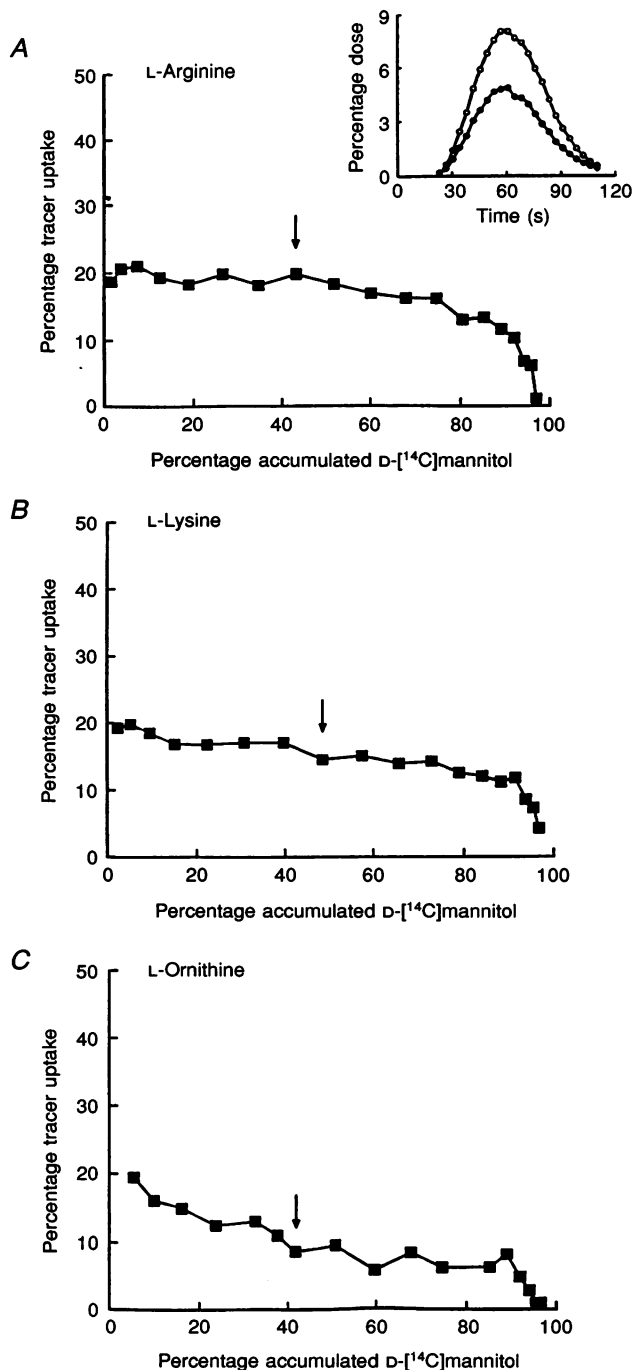 A
L-Arginine
50
40
30
20
10
0
Percentage tracer uptake
0 20 40 60 80 100
Percentage accumulated D-[¹⁴C]mannitol
9
6
3
0
Percentage dose
0 30 60 90 120
Time (s)
B
L-Lysine
50
40
30
20
10
0
Percentage tracer uptake
0 20 40 60 80 100
Percentage accumulated D-[¹⁴C]mannitol
C
L-Ornithine
50
40
30
20
10
0
Percentage tracer uptake
0 20 40 60 80 100
Percentage accumulated D-[¹⁴C]mannitol